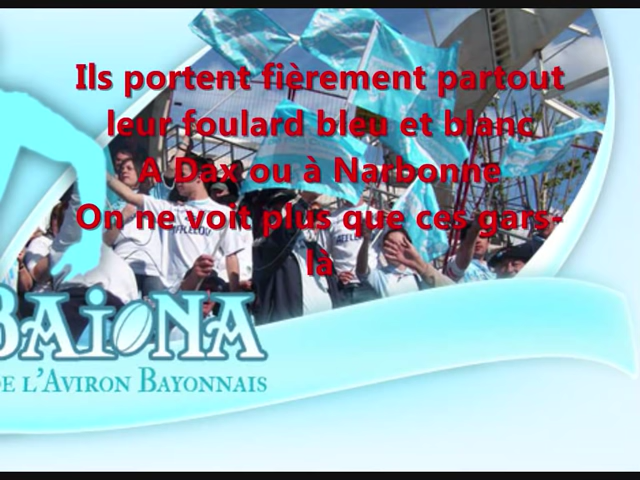 Ils portent fièrement partout
leur foulard bleu et blanc
A Dax ou à Narbonne
On ne voit plus que ces gars-
là
BAiONA
DE L'AVIRON BAYONNAIS